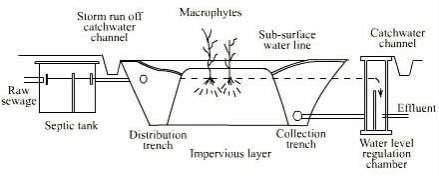 Storm run off
catchwater
channel
Macrophytes
Sub-surface
water line
Catchwater
channel
Raw
sewage
Septic tank
Distribution
trench
Impervious layer
Collection
trench
Effluent
Water level
regulation
chamber